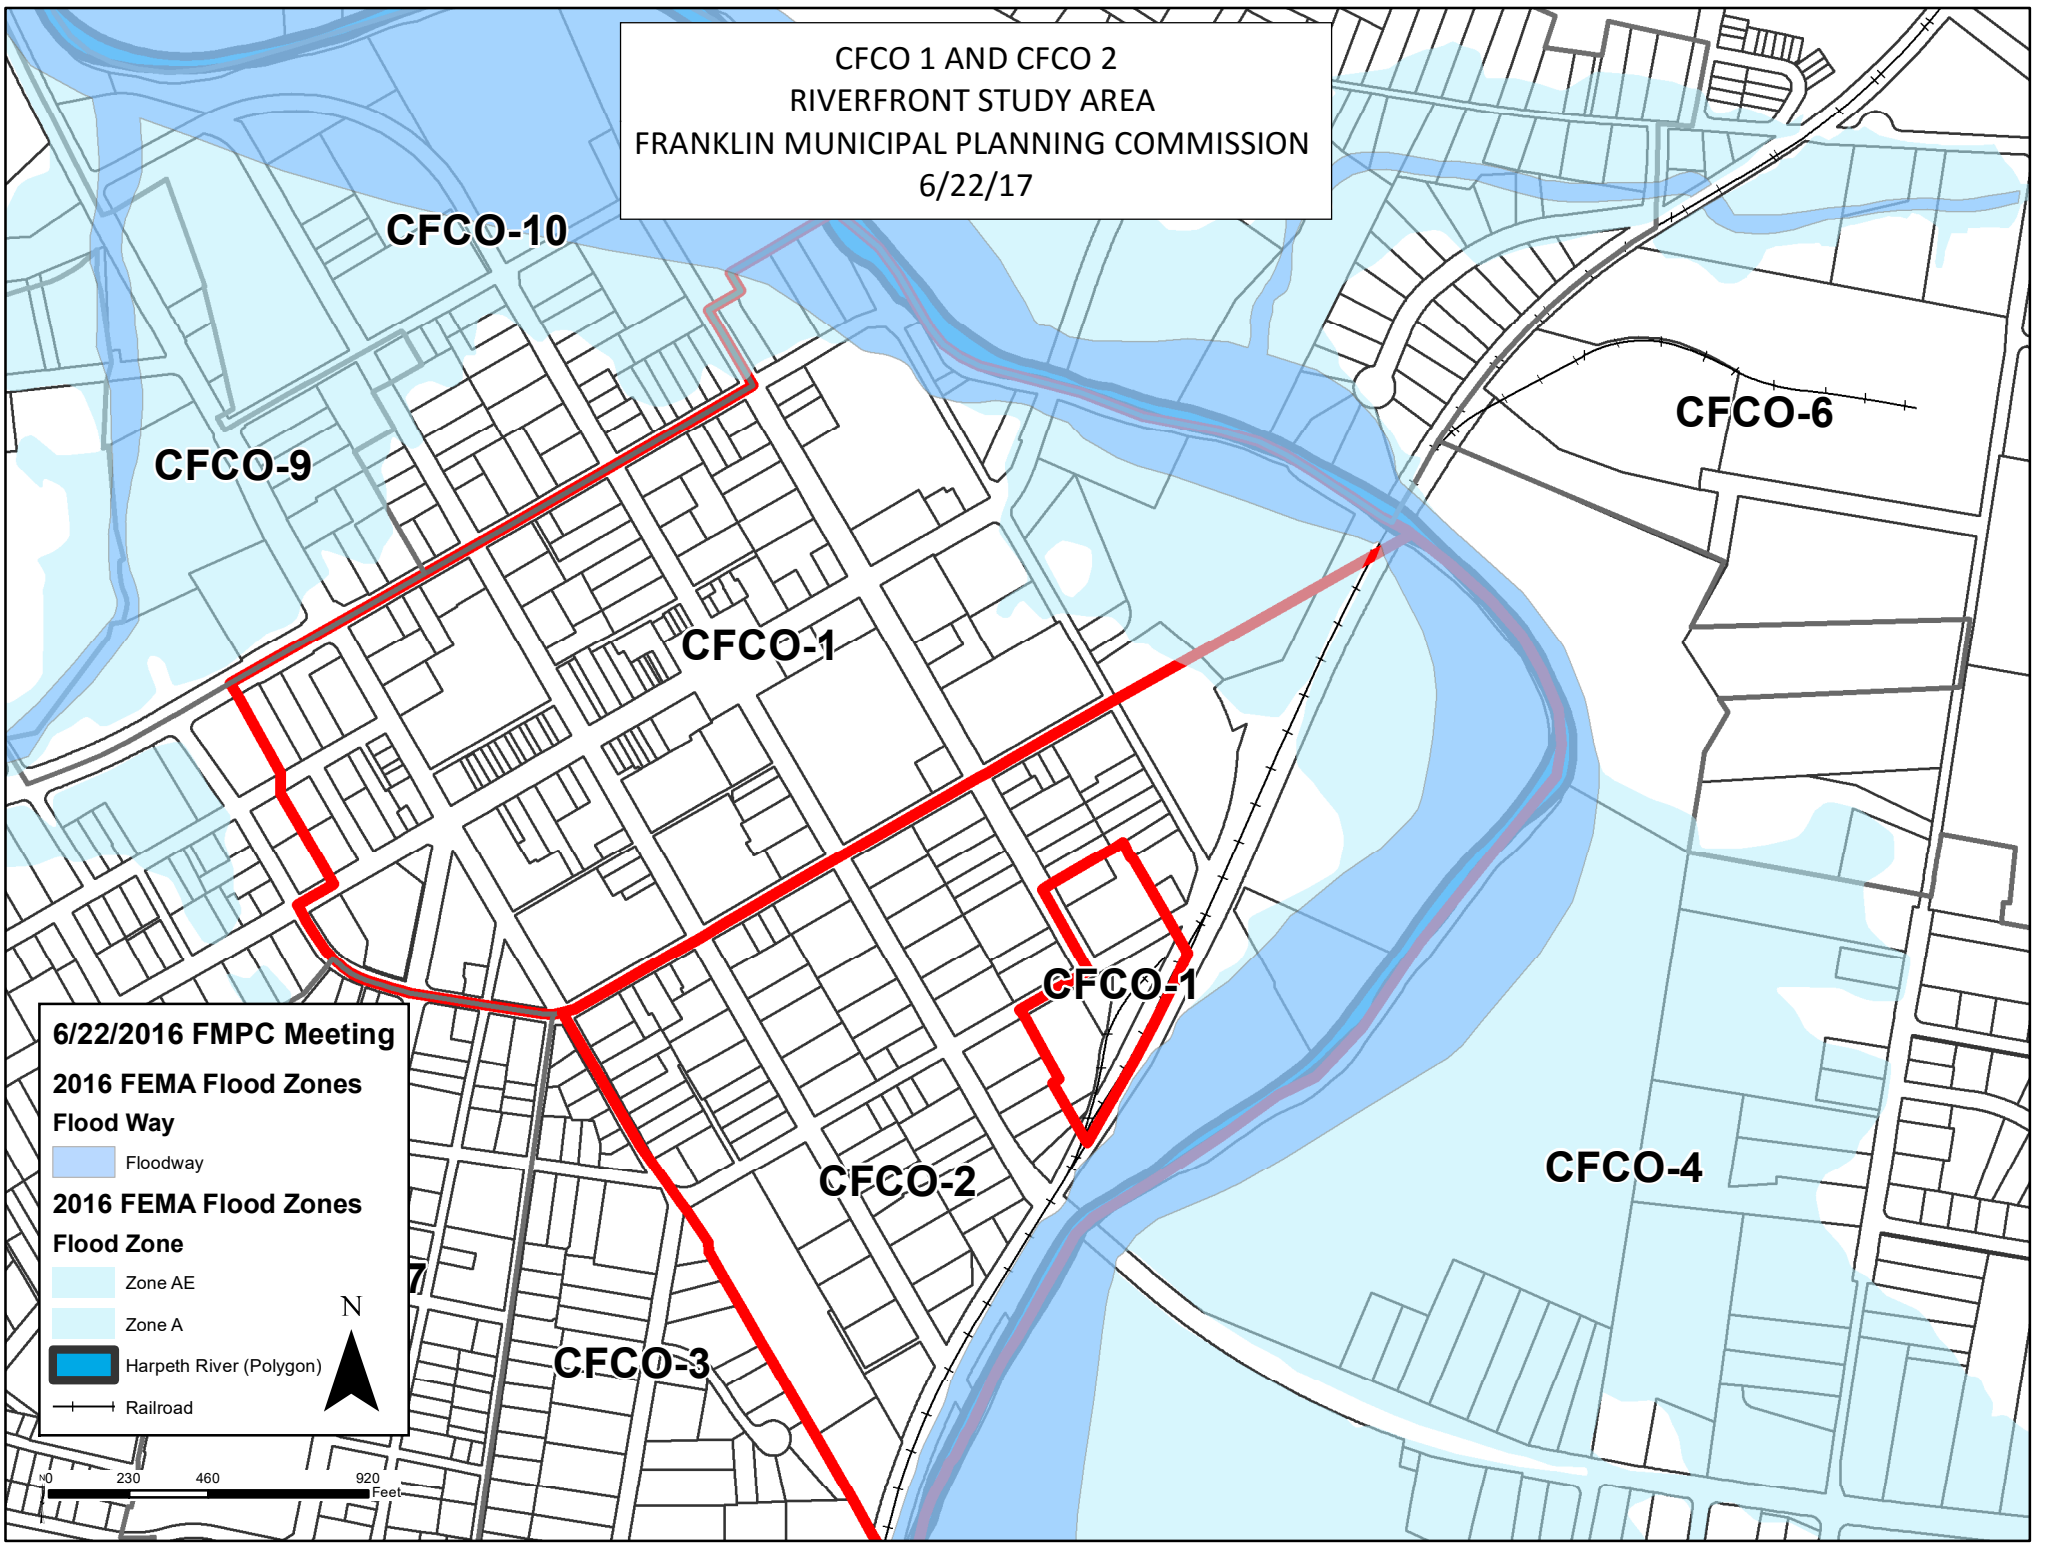 CFCO 1 AND CFCO 2
RIVERFRONT STUDY AREA
FRANKLIN MUNICIPAL PLANNING COMMISSION
6/22/17
CFCO-10
CFCO-6
CFCO-9
CFCO-1
CFCO-1
CFCO-4
CFCO-2
CFCO-3
7
6/22/2016 FMPC Meeting
2016 FEMA Flood Zones
Flood Way
Floodway
2016 FEMA Flood Zones
Flood Zone
Zone AE
Zone A
Harpeth River (Polygon)
Railroad
N
N
0 230 460 920
Feet